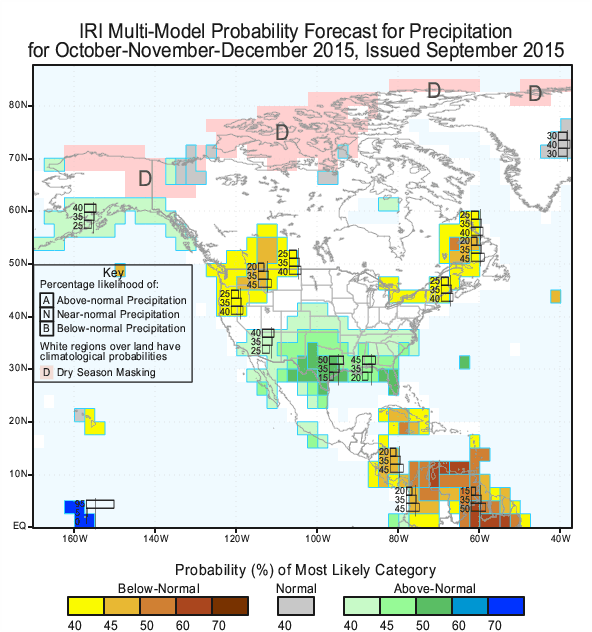 IRI Multi-Model Probability Forecast for Precipitation
for October-November-December 2015, Issued September 2015
80N
70N
60N
50N
40N
30N
20N
10N
EQ
160W
140W
120W
100W
80W
60W
40W
D
D
D
D
30
40
30
40
35
25
25
35
40
20
35
45
25
35
40
20
35
45
25
35
40
25
35
40
40
35
25
50
35
15
45
35
20
20
35
45
20
35
45
15
35
50
Key
Percentage likelihood of:
A Above-normal Precipitation
N Near-normal Precipitation
B Below-normal Precipitation
White regions over land have
climatological probabilities
D Dry Season Masking
Probability (%) of Most Likely Category
Below-Normal Normal Above-Normal
40 45 50 60 70 40 40 45 50 60 70